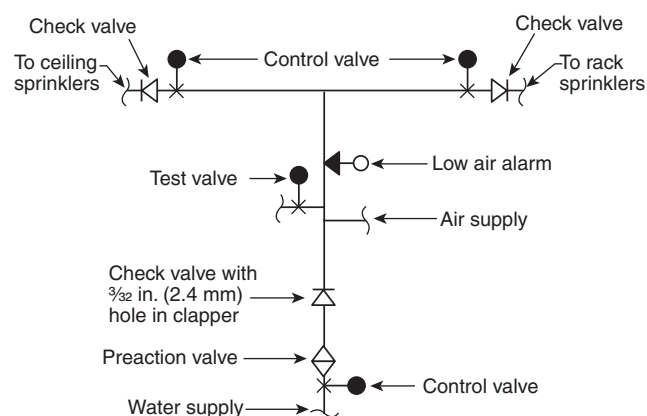 Check valve
Control valve
Check valve
To ceiling
sprinklers
To rack
sprinklers
Low air alarm
Test valve
Air supply
Check valve with
3⁄32 in. (2.4 mm)
hole in clapper
Preaction valve
Control valve
Water supply